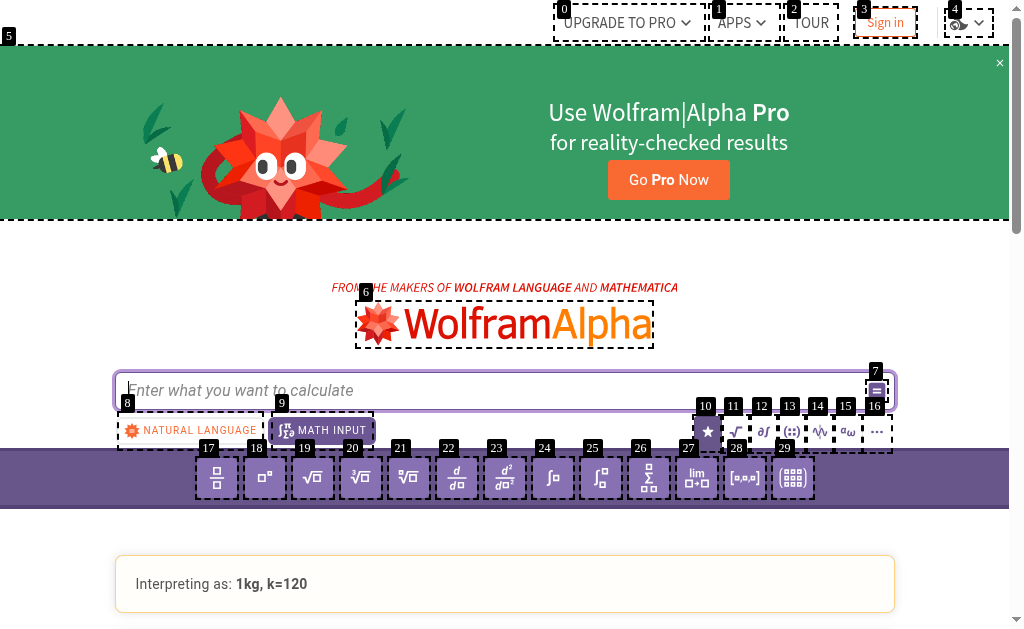 0 UPGRADE TO PRO 1 APPS 2 TOUR 3 Sign in 4
5
×
Use Wolfram|Alpha Pro
for reality-checked results
Go Pro Now
FROM THE MAKERS OF WOLFRAM LANGUAGE AND MATHEMATICA
6
WolframAlpha
7
Enter what you want to calculate =
8 NATURAL LANGUAGE 9 MATH INPUT 10 11 12 13 14 15 16
17 18 19 20 21 22 23 24 25 26 27 28 29
Interpreting as: 1kg, k=120